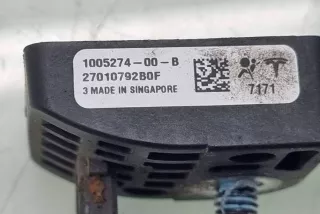 1005274-00-B
27010792B0F
3 MADE IN SINGAPORE
7171